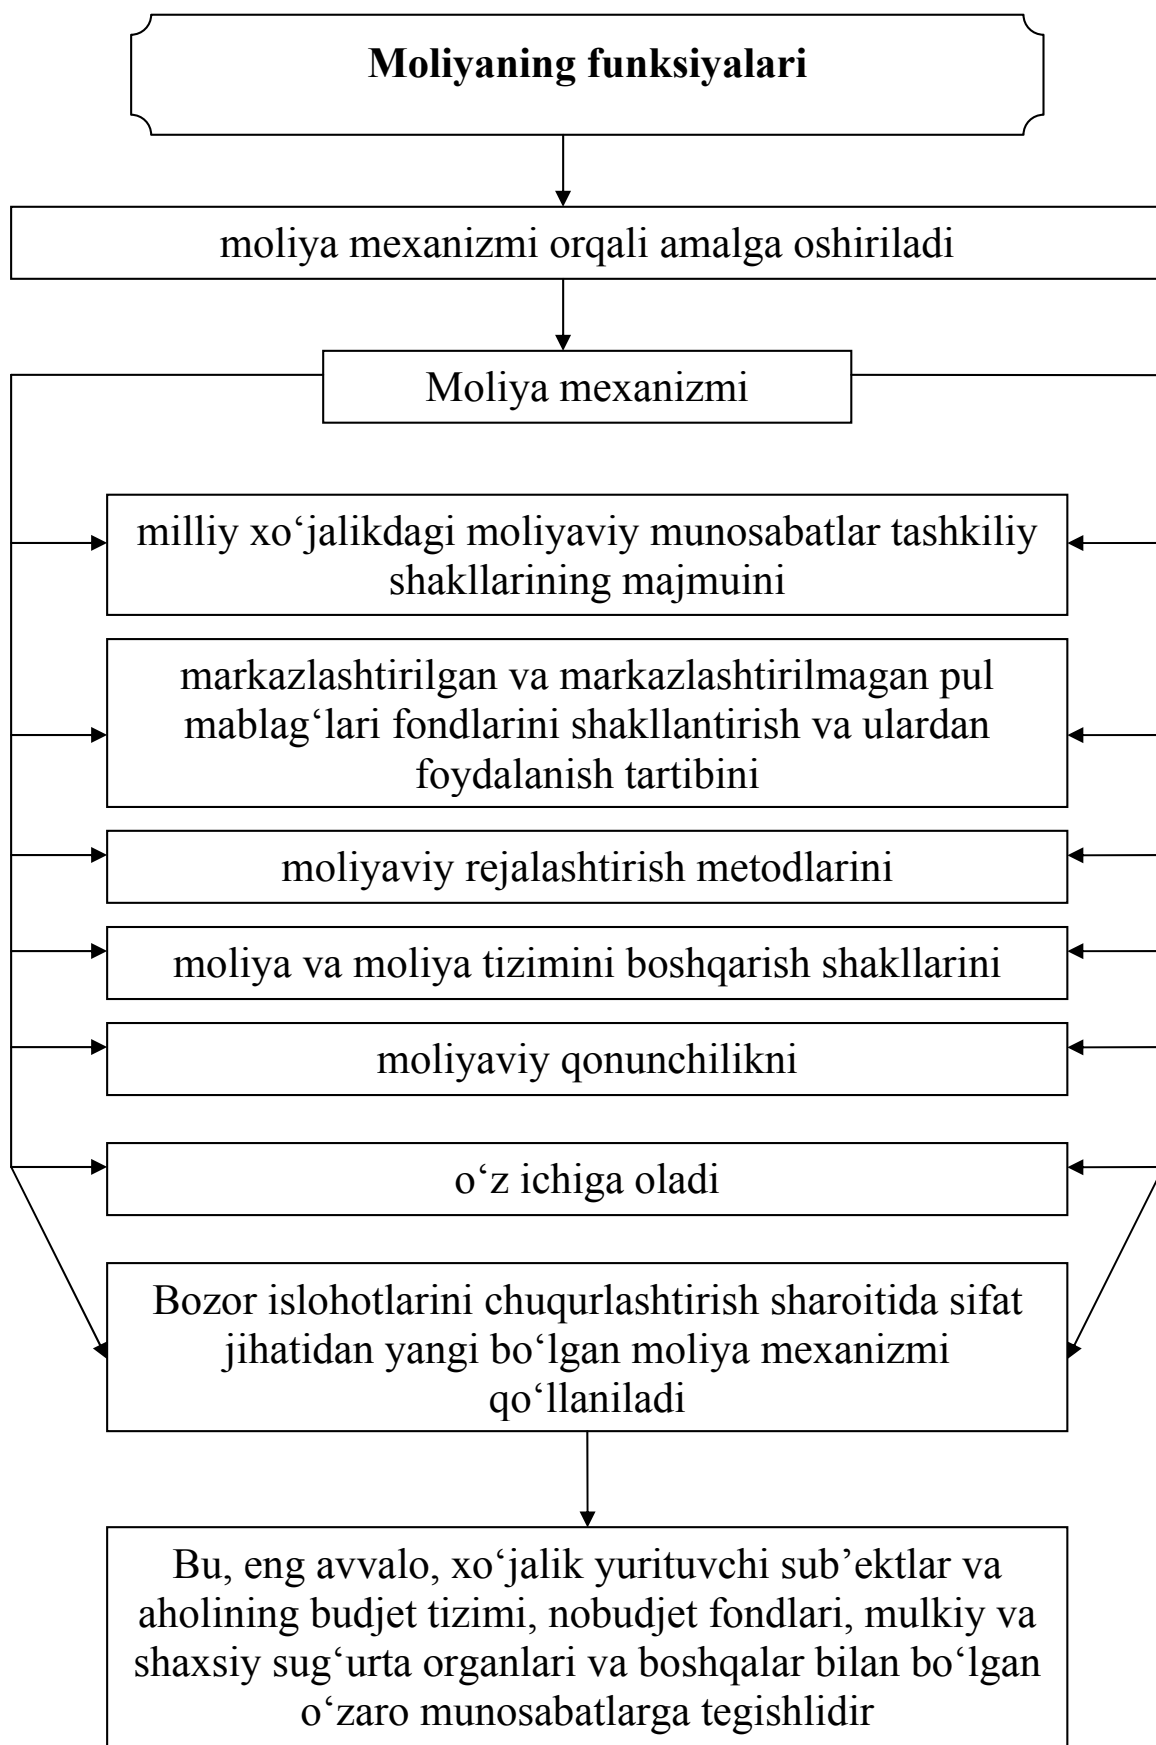 Moliyaning funksiyalari
moliya mexanizmi orqali amalga oshiriladi
Moliya mexanizmi
milliy xo‘jalikdagi moliyaviy munosabatlar tashkiliy
shakllarining majmuini
markazlashtirilgan va markazlashtirilmagan pul
mablag‘lari fondlarini shakllantirish va ulardan
foydalanish tartibini
moliyaviy rejalashtirish metodlarini
moliya va moliya tizimini boshqarish shakllarini
moliyaviy qonunchilikni
o‘z ichiga oladi
Bozor islohotlarini chuqurlashtirish sharoitida sifat
jihatidan yangi bo‘lgan moliya mexanizmi
qo‘llaniladi
Bu, eng avvalo, xo‘jalik yurituvchi sub’ektlar va
aholining budjet tizimi, nobudjet fondlari, mulkiy va
shaxsiy sug‘urta organlari va boshqalar bilan bo‘lgan
o‘zaro munosabatlarga tegishlidir